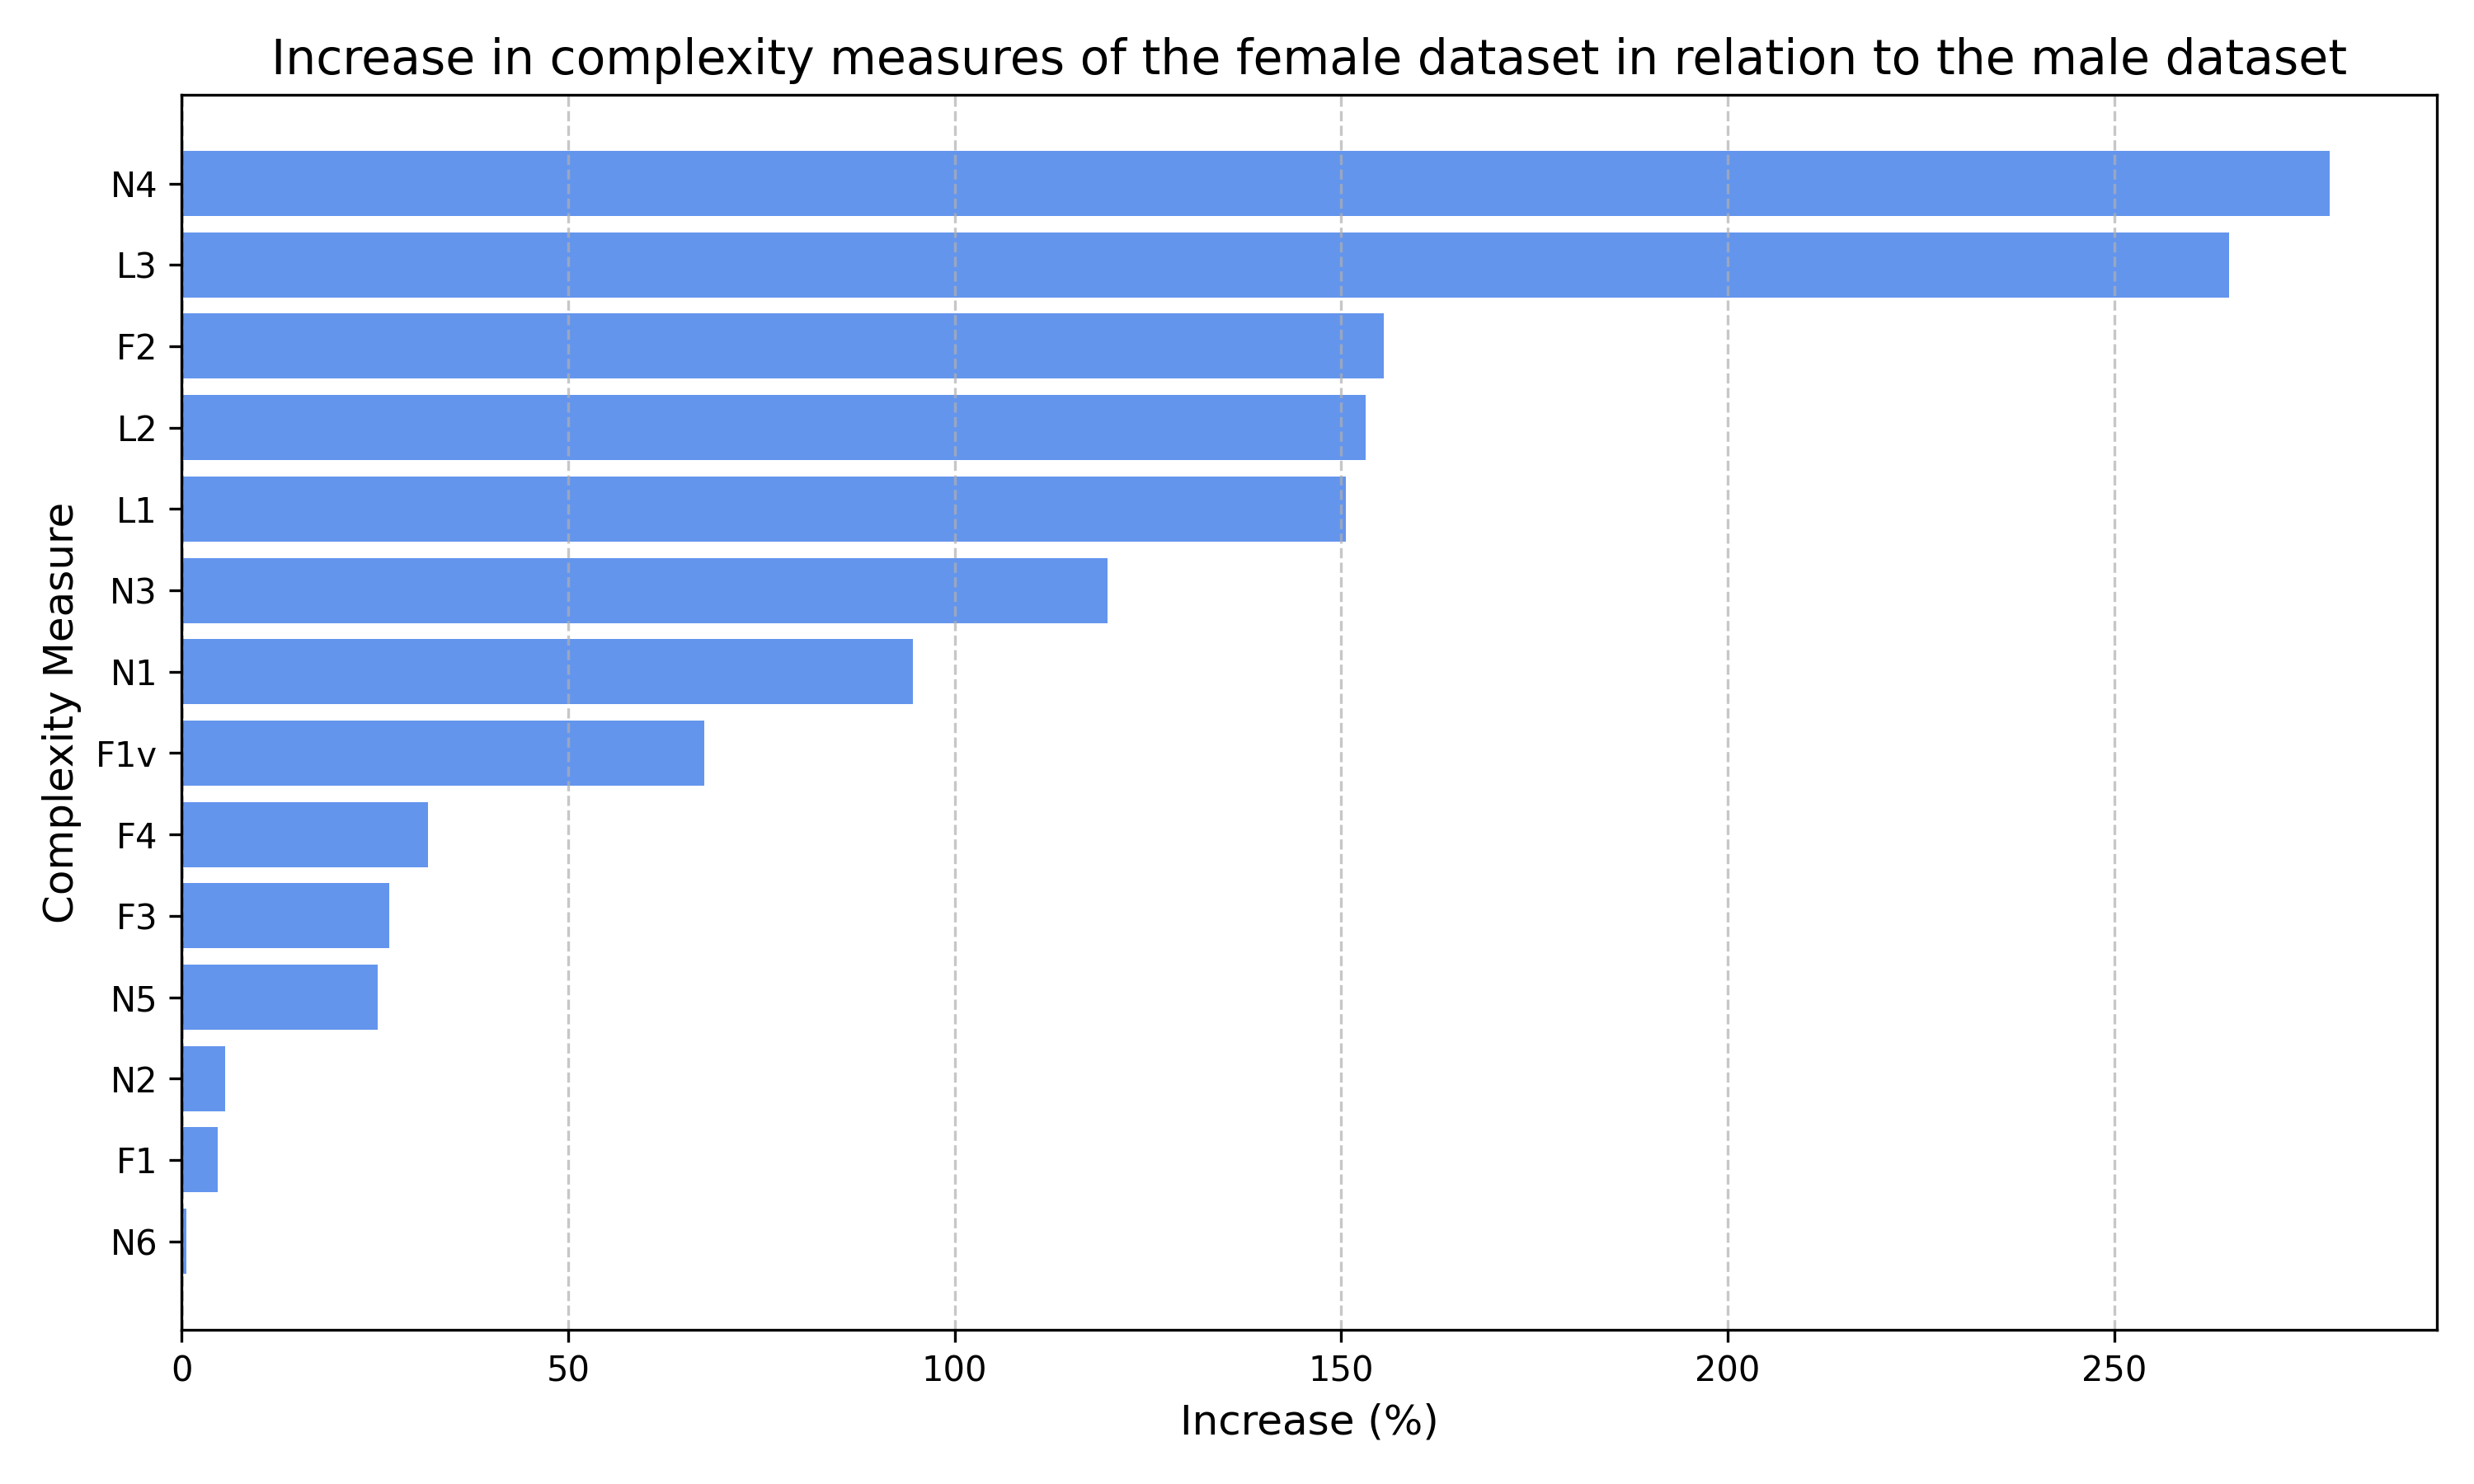 Increase in complexity measures of the female dataset in relation to the male dataset
Complexity Measure
N4
L3
F2
L2
L1
N3
N1
F1v
F4
F3
N5
N2
F1
N6
0 50 100 150 200 250
Increase (%)